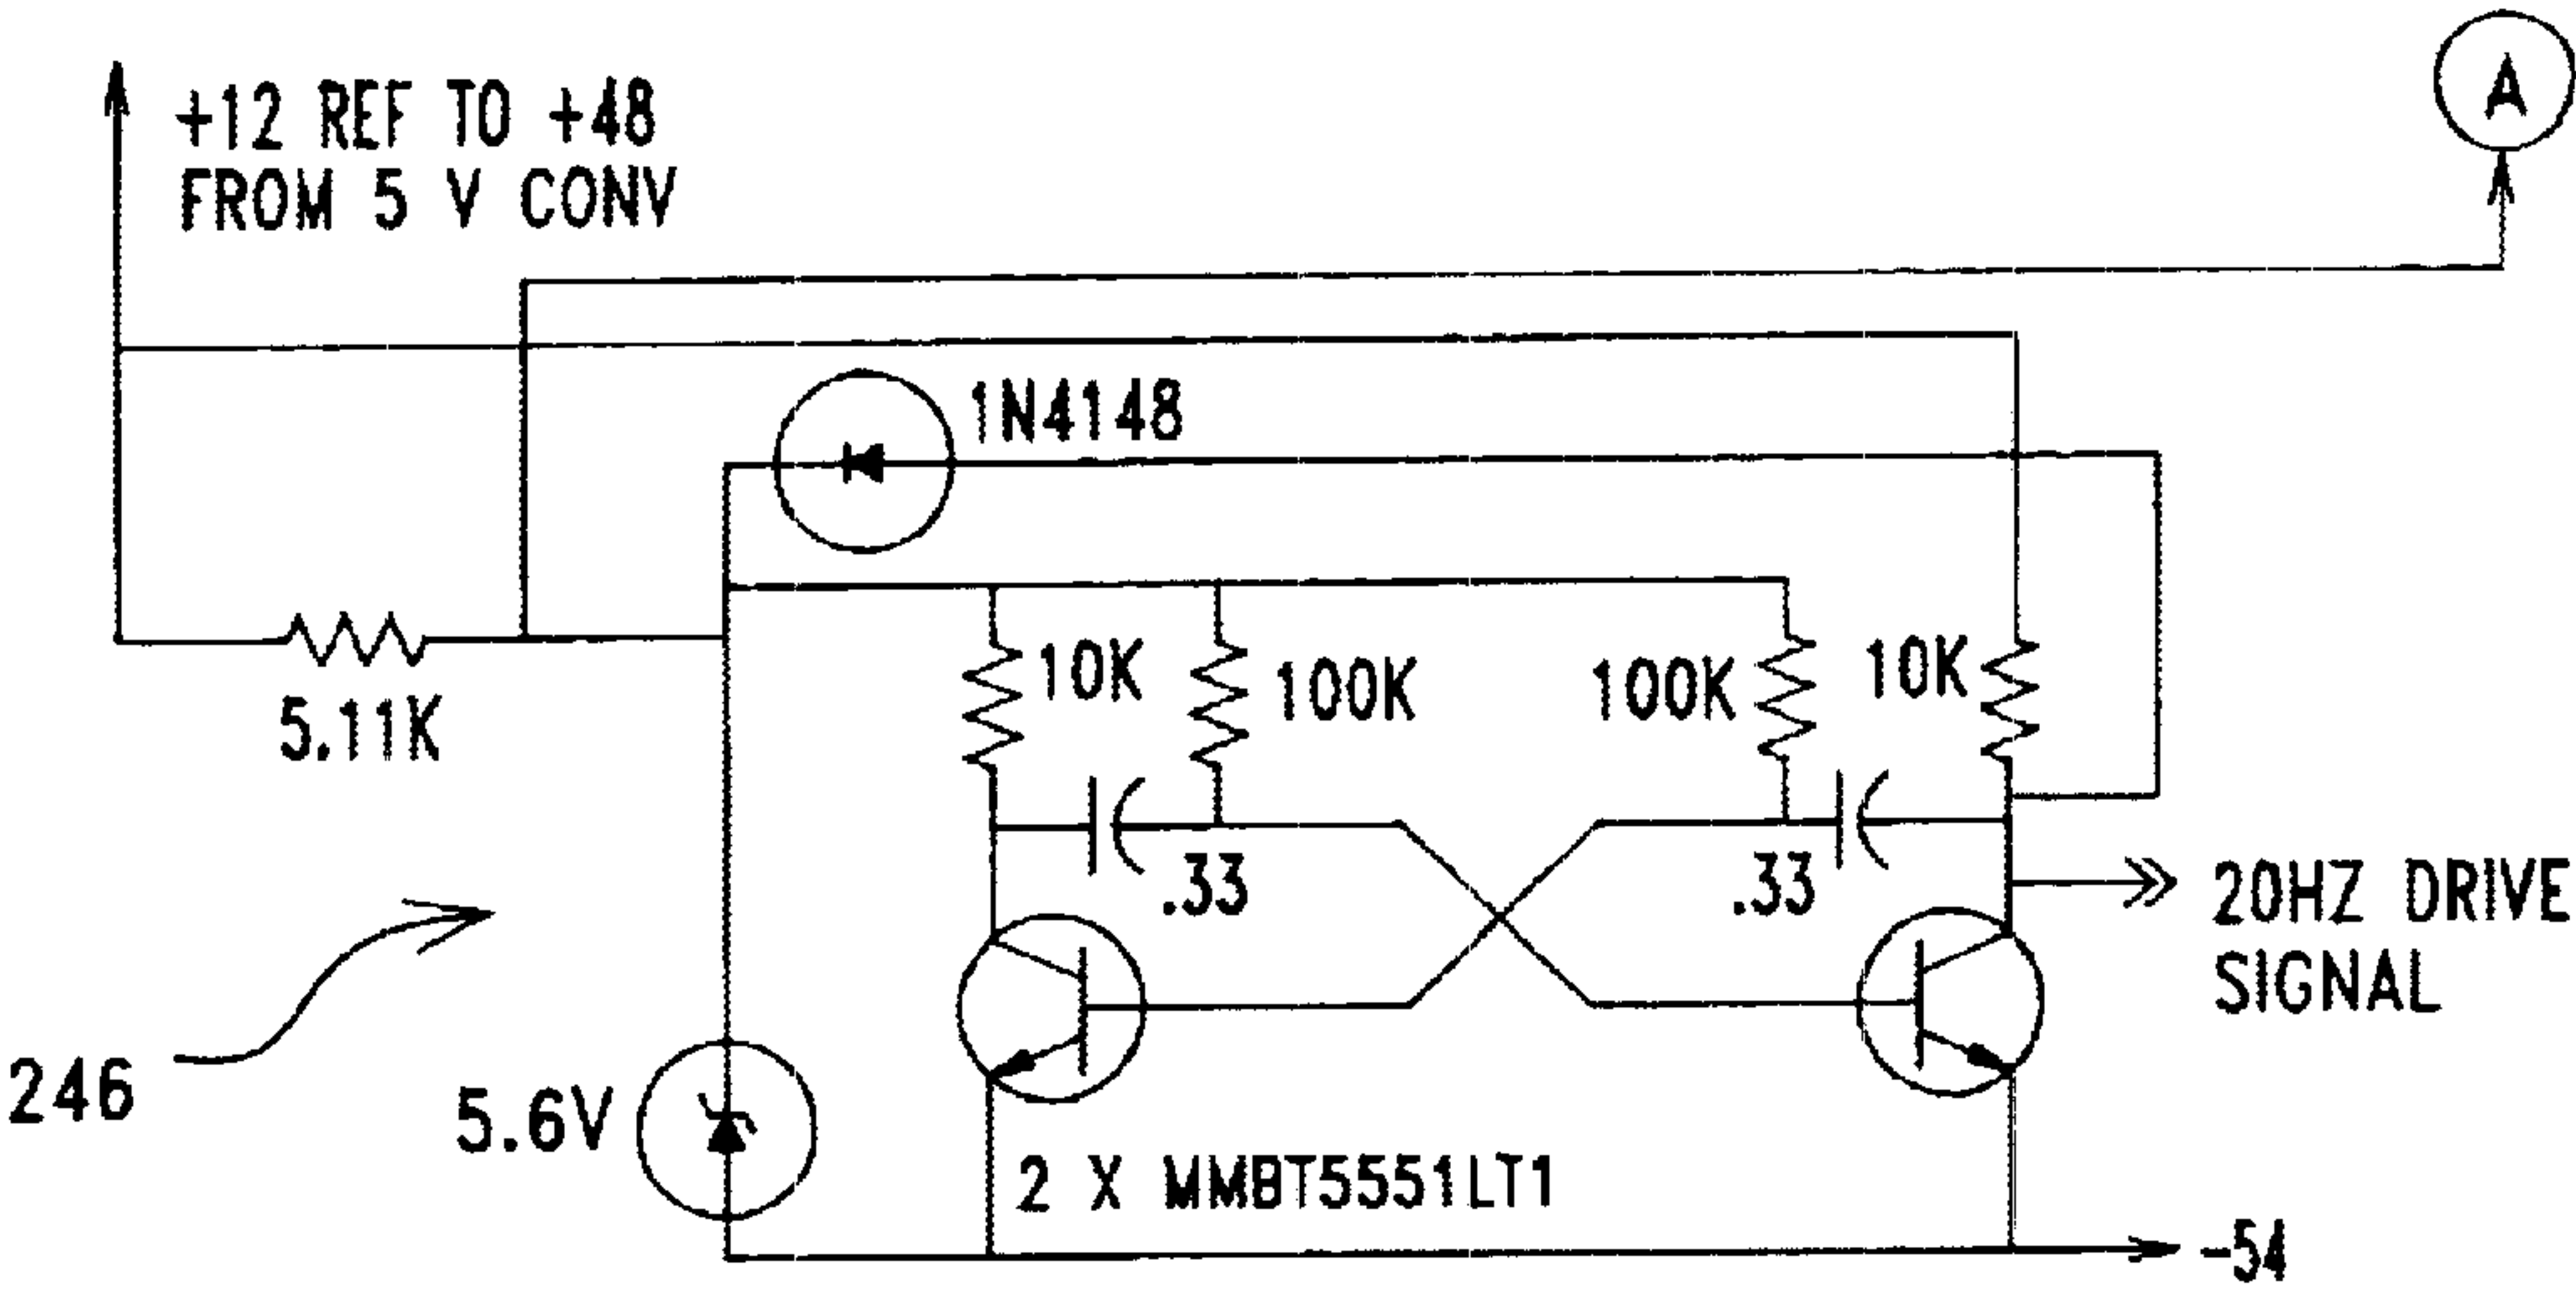 A
+12 REF TO +48
FROM 5 V CONV
1N4148
10K
100K
100K
10K
5.11K
.33
.33
20HZ DRIVE
SIGNAL
246
5.6V
2 X MMBT5551LT1
-54